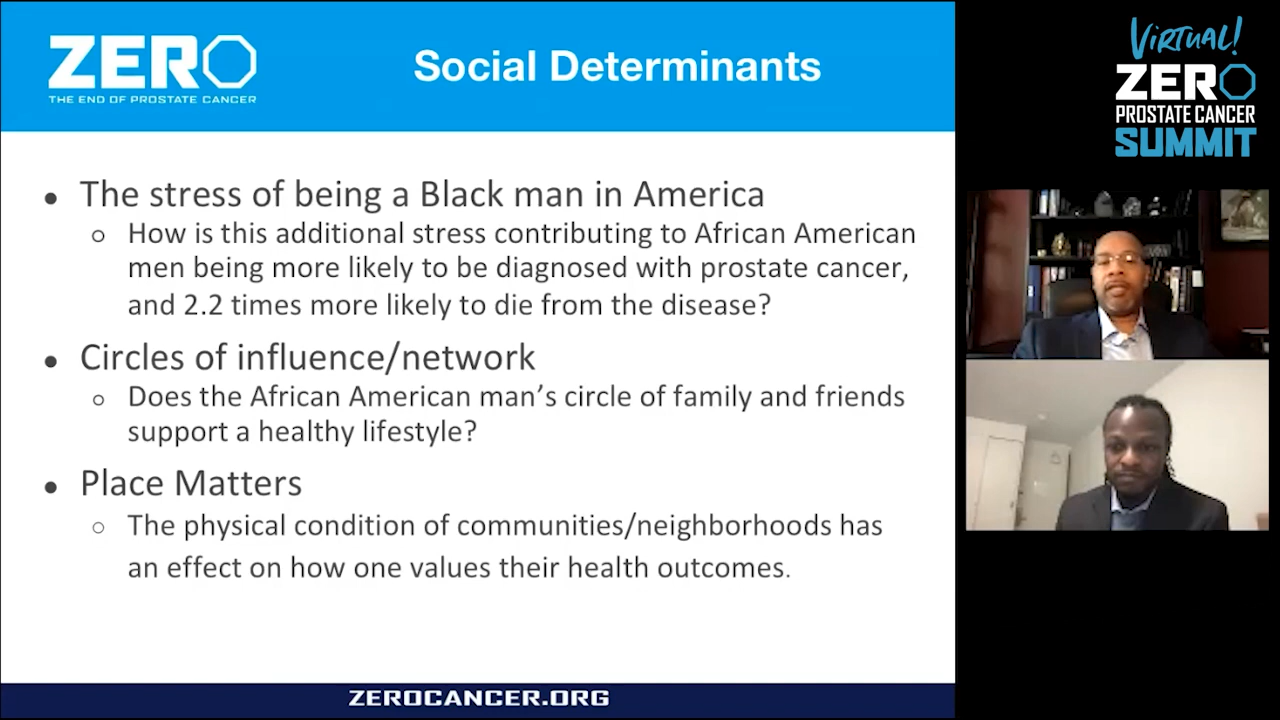 ZERO
THE END OF PROSTATE CANCER
Social Determinants
● The stress of being a Black man in America
○ How is this additional stress contributing to African American
men being more likely to be diagnosed with prostate cancer,
and 2.2 times more likely to die from the disease?
● Circles of influence/network
○ Does the African American man’s circle of family and friends
support a healthy lifestyle?
● Place Matters
○ The physical condition of communities/neighborhoods has
an effect on how one values their health outcomes.
ZEROCANCER.ORG
VIRTUAL!
ZERO
PROSTATE CANCER
SUMMIT